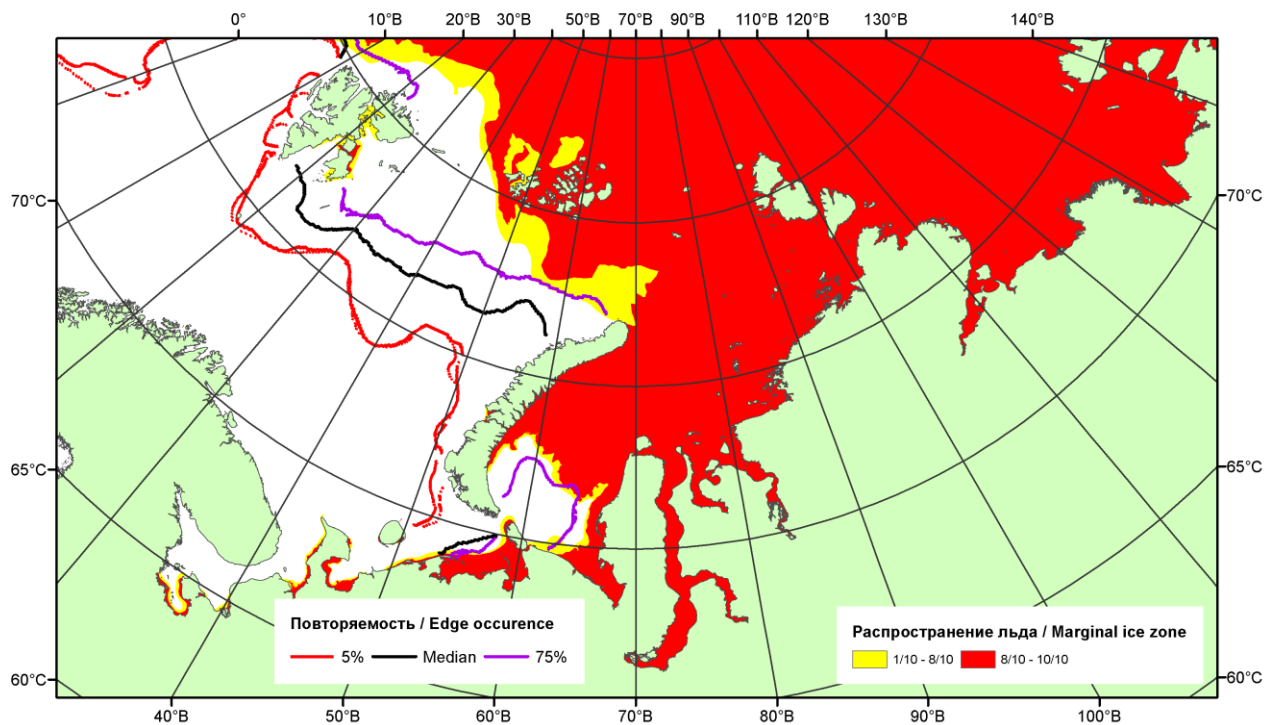 0° 10°В 20°В 30°В 50°В 70°В 90°В 110°В 120°В 130°В 140°В
70°С 70°С
65°С 65°С
60°С 60°С
Повторяемость / Edge occurence
5% Median 75%
Распространение льда / Marginal ice zone
1/10 - 8/10 8/10 - 10/10
40°В 50°В 60°В 70°В 80°В 90°В 100°В